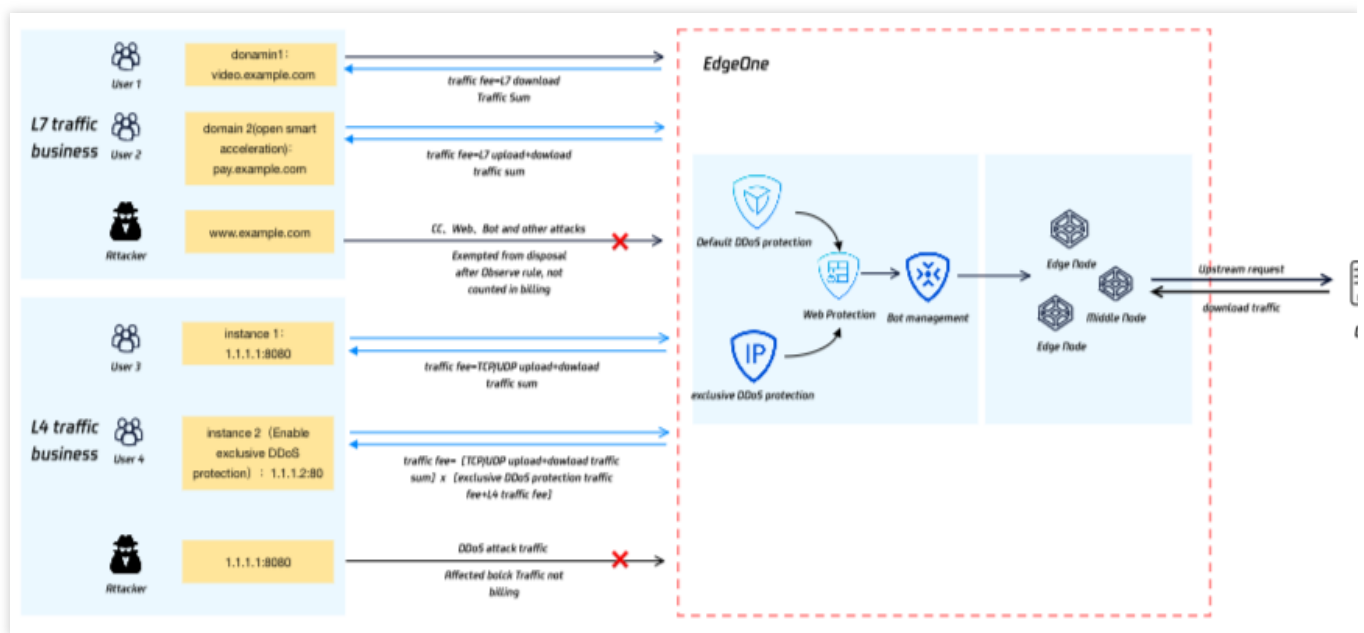 EdgeOne
L7 traffic
business
User 1
donamin1:
video.example.com
traffic fee=L7 download
Traffic Sum
User 2
domain 2(open smart
acceleration):
pay.example.com
traffic fee=L7 upload+dowload
traffic sum
Attacker
www.example.com
CC、Web、Bot and other attacks
Exempted from disposal
after Observe rule, not
counted in billing
L4 traffic
business
User 3
instance 1:
1.1.1.1:8080
traffic fee=TCP/UDP upload+dowload
traffic sum
User 4
instance 2（Enable
exclusive DDoS
protection）：1.1.1.2:80
traffic fee=［TCP/UDP upload+dowload traffic
sum］x［exclusive DDoS protection traffic
fee+L4 traffic fee］
Attacker
1.1.1.1:8080
DDoS attack traffic
Affected bolck Traffic not
billing
Default DDoS protection
Web Protection
Bot management
IP
exclusive DDoS protection
Edge Node
Middle Node
Edge Node
Upstream request
download traffic